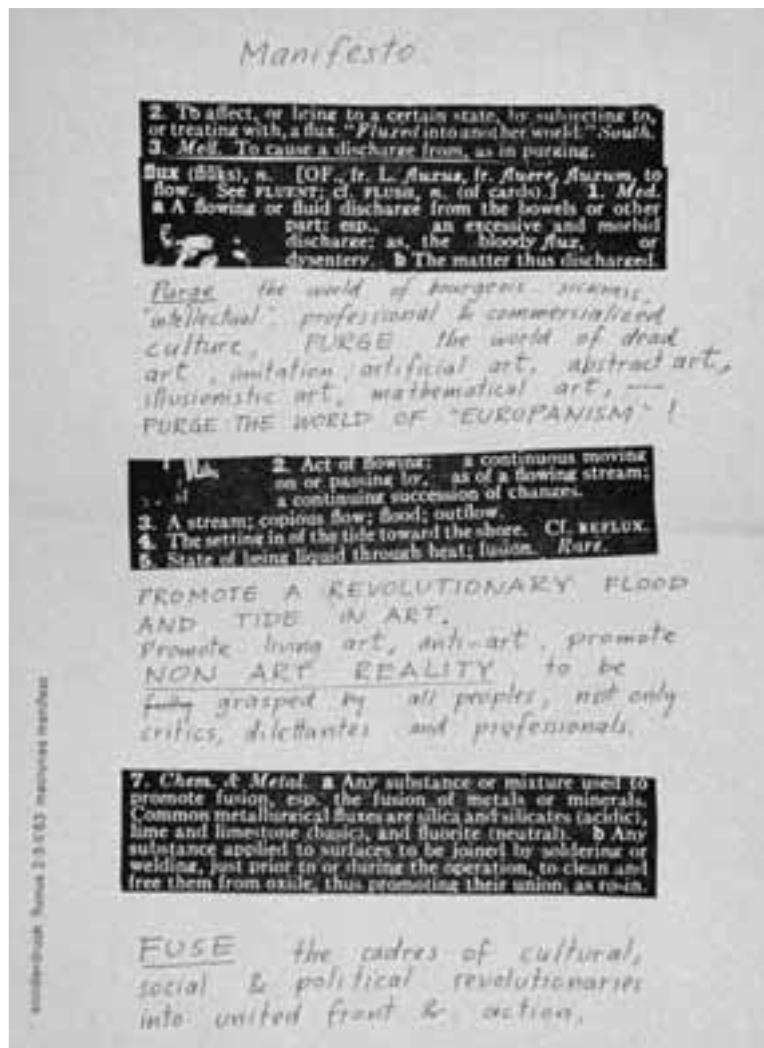 Manifesto
2. To affect, or bring to a certain state, by subjecting to,
or treating with, a flux. "Fluxed into another world." South.
3. Med. To cause a discharge from, as in purging.
flux (flŭks), n. [OF., fr. L. fluxus, fr. fluere, fluxum, to
flow. See FLUENT; cf. FLUSH, n. (of cards).] 1. Med.
a A flowing or fluid discharge from the bowels or other
part; esp., an excessive and morbid
discharge: as, the bloody flux, or
dysentery. b The matter thus discharged.
Purge the world of bourgeois sickness,
"intellectual", professional & commercialized
culture, PURGE the world of dead
art, imitation, artificial art, abstract art,
illusionistic art, mathematical art, —
PURGE THE WORLD OF "EUROPANISM"!
2. Act of flowing: a continuous moving
on or passing by, as of a flowing stream;
a continuing succession of changes.
3. A stream; copious flow; flood; outflow.
4. The setting in of the tide toward the shore. Cf. REFLUX.
5. State of being liquid through heat; fusion. Rare.
PROMOTE A REVOLUTIONARY FLOOD
AND TIDE IN ART,
Promote living art, anti-art, promote
NON ART REALITY to be
fully grasped by all peoples, not only
critics, dilettantes and professionals.
7. Chem. & Metal. a Any substance or mixture used to
promote fusion, esp. the fusion of metals or minerals.
Common metallurgical fluxes are silica and silicates (acidic),
lime and limestone (basic), and fluorite (neutral). b Any
substance applied to surfaces to be joined by soldering or
welding, just prior to or during the operation, to clean and
free them from oxide, thus promoting their union, as rosin.
FUSE the cadres of cultural,
social & political revolutionaries
into united front & action.